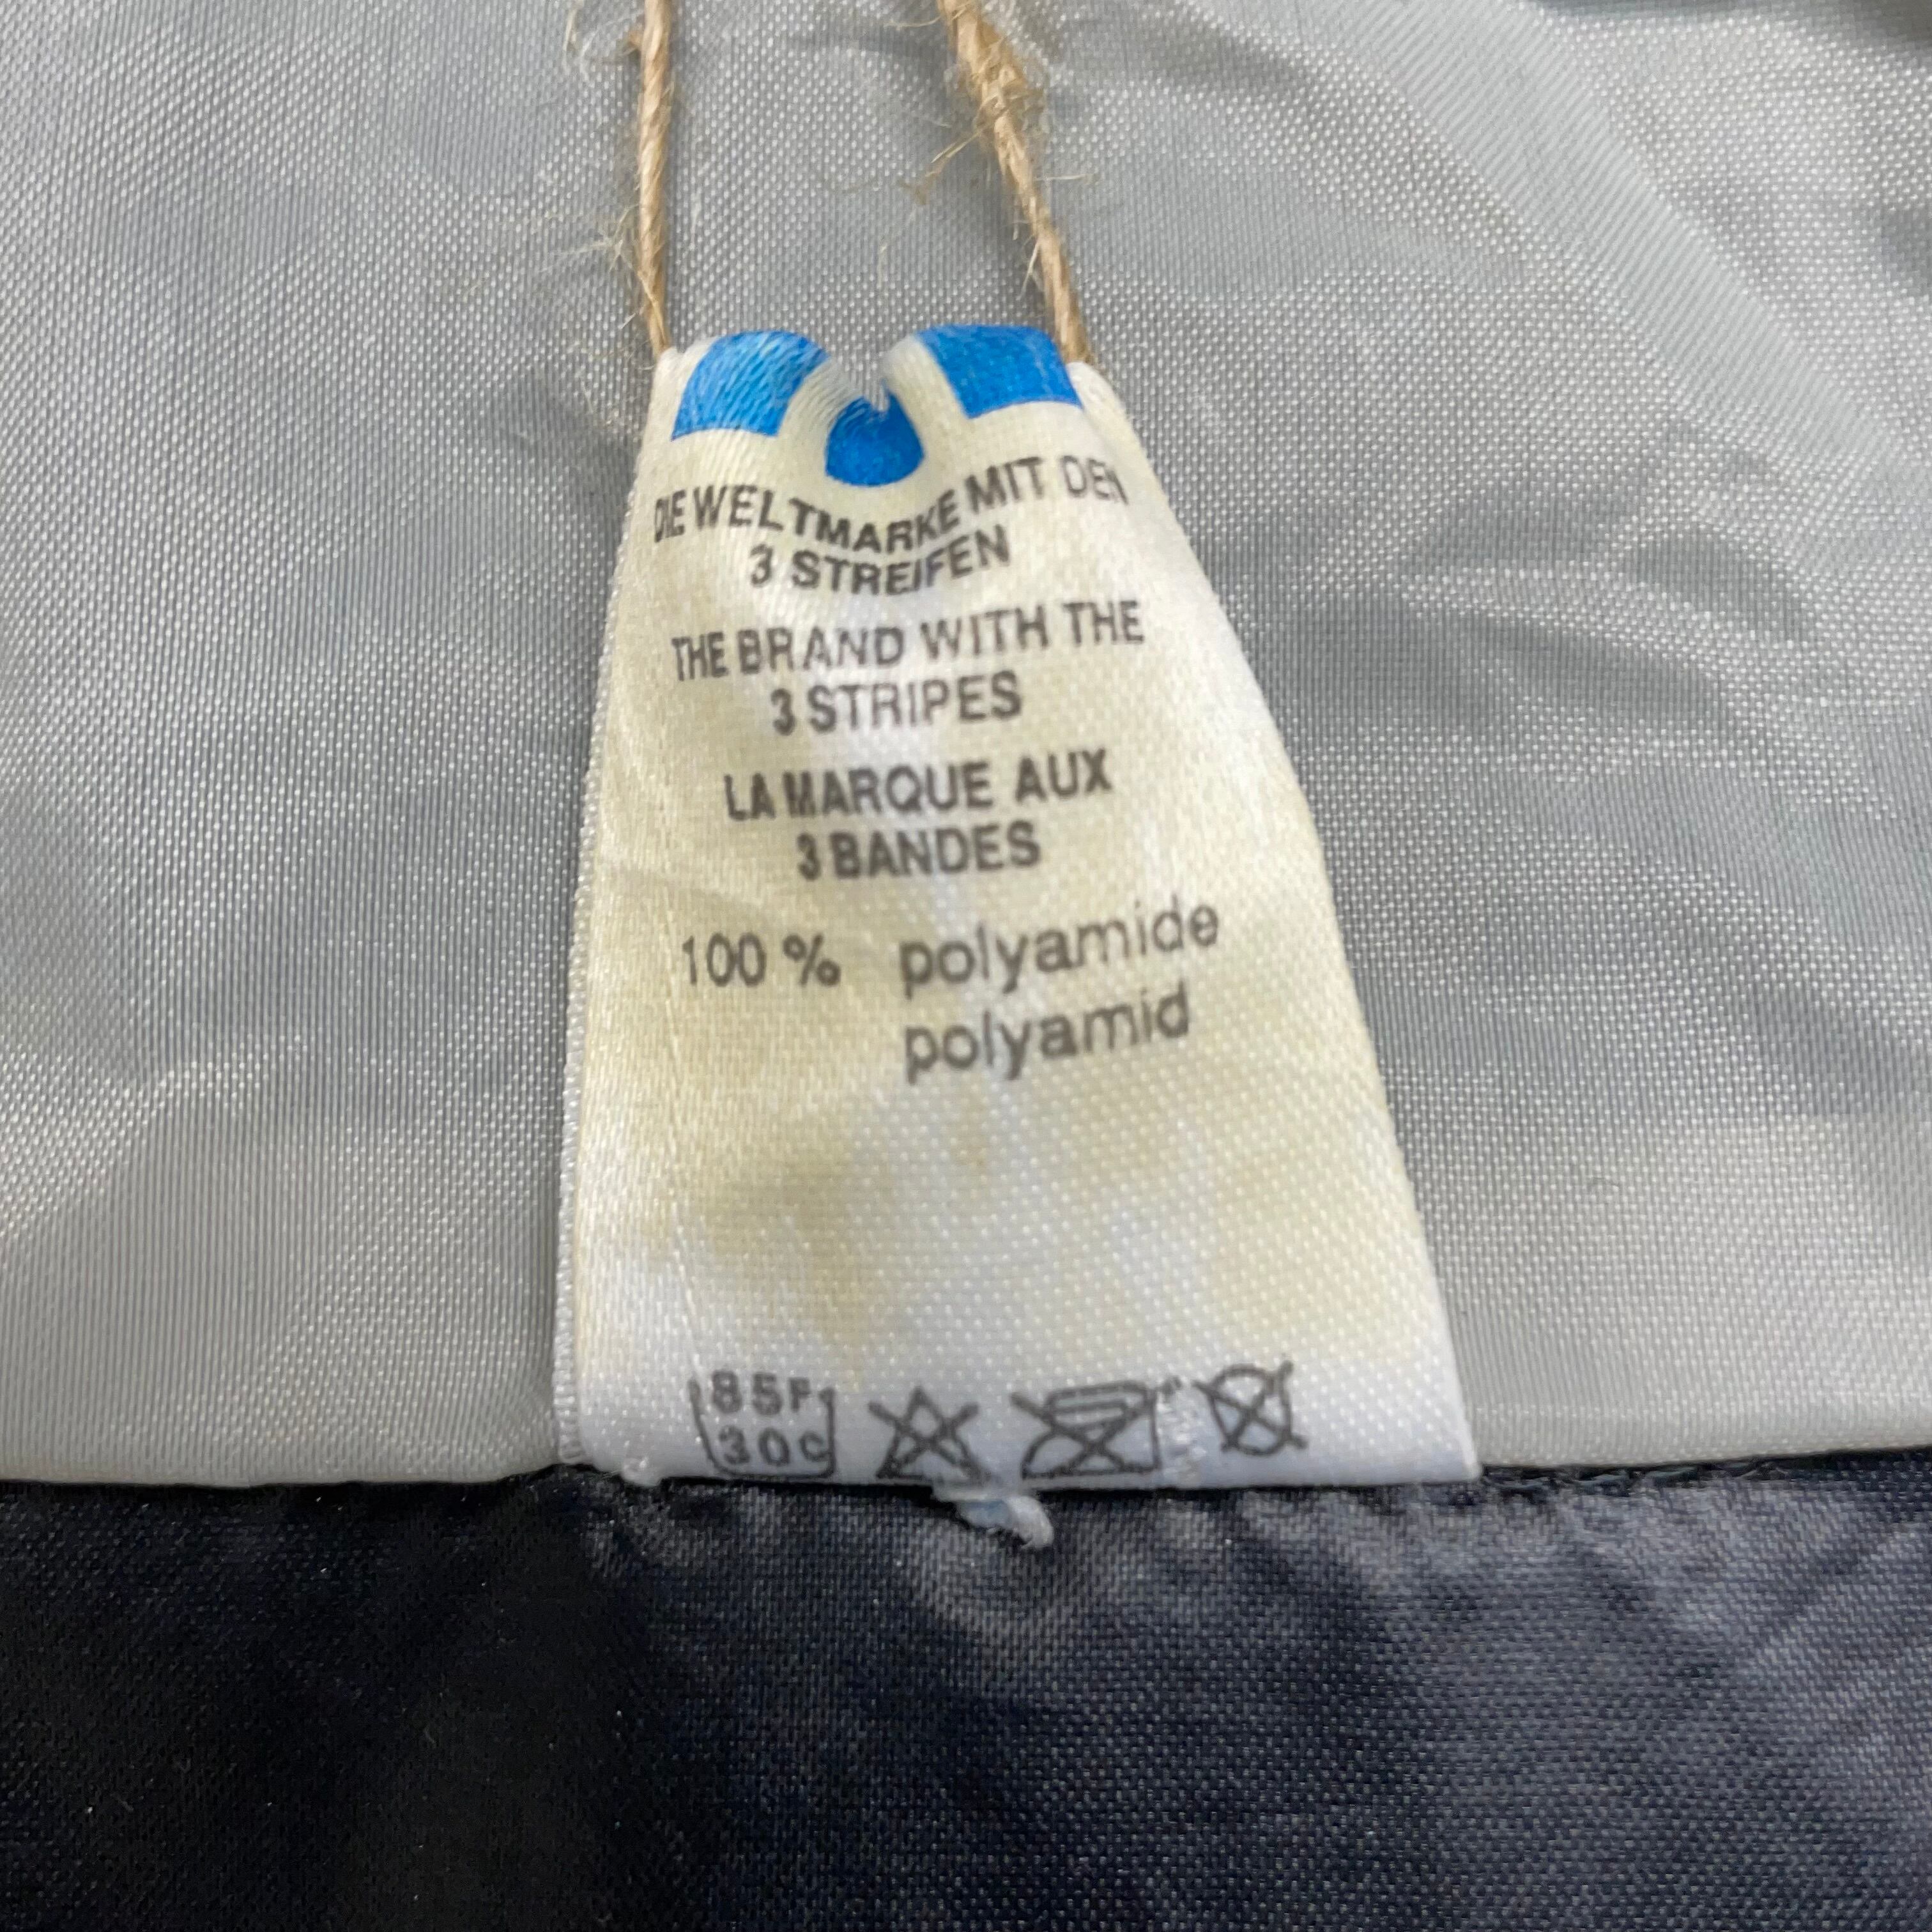 DIE WELTMARKE MIT DEN
3 STREIFEN
THE BRAND WITH THE
3 STRIPES
LA MARQUE AUX
3 BANDES
100 % polyamide
polyamid
85F
30C